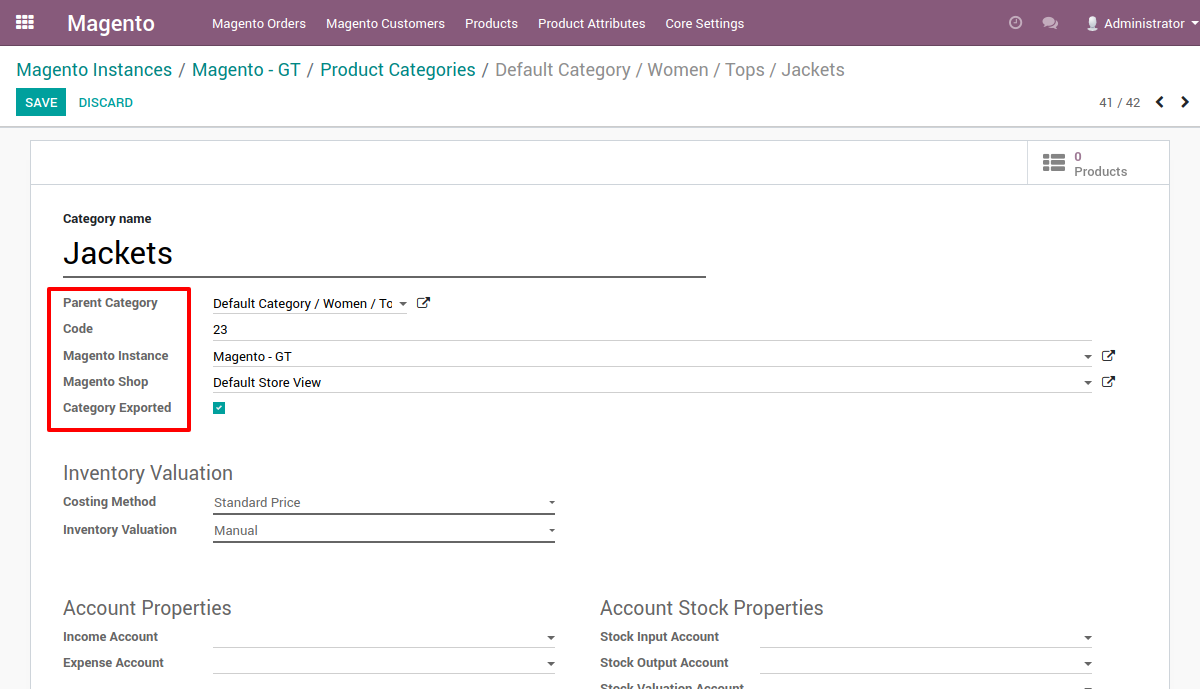 Magento Magento Orders Magento Customers Products Product Attributes Core Settings Administrator
Magento Instances / Magento - GT / Product Categories / Default Category / Women / Tops / Jackets
SAVE DISCARD 41 / 42
0
Products
Category name
Jackets
Parent Category Default Category / Women / To
Code 23
Magento Instance Magento - GT
Magento Shop Default Store View
Category Exported
Inventory Valuation
Costing Method Standard Price
Inventory Valuation Manual
Account Properties Account Stock Properties
Income Account Stock Input Account
Expense Account Stock Output Account
Stock Valuation Account